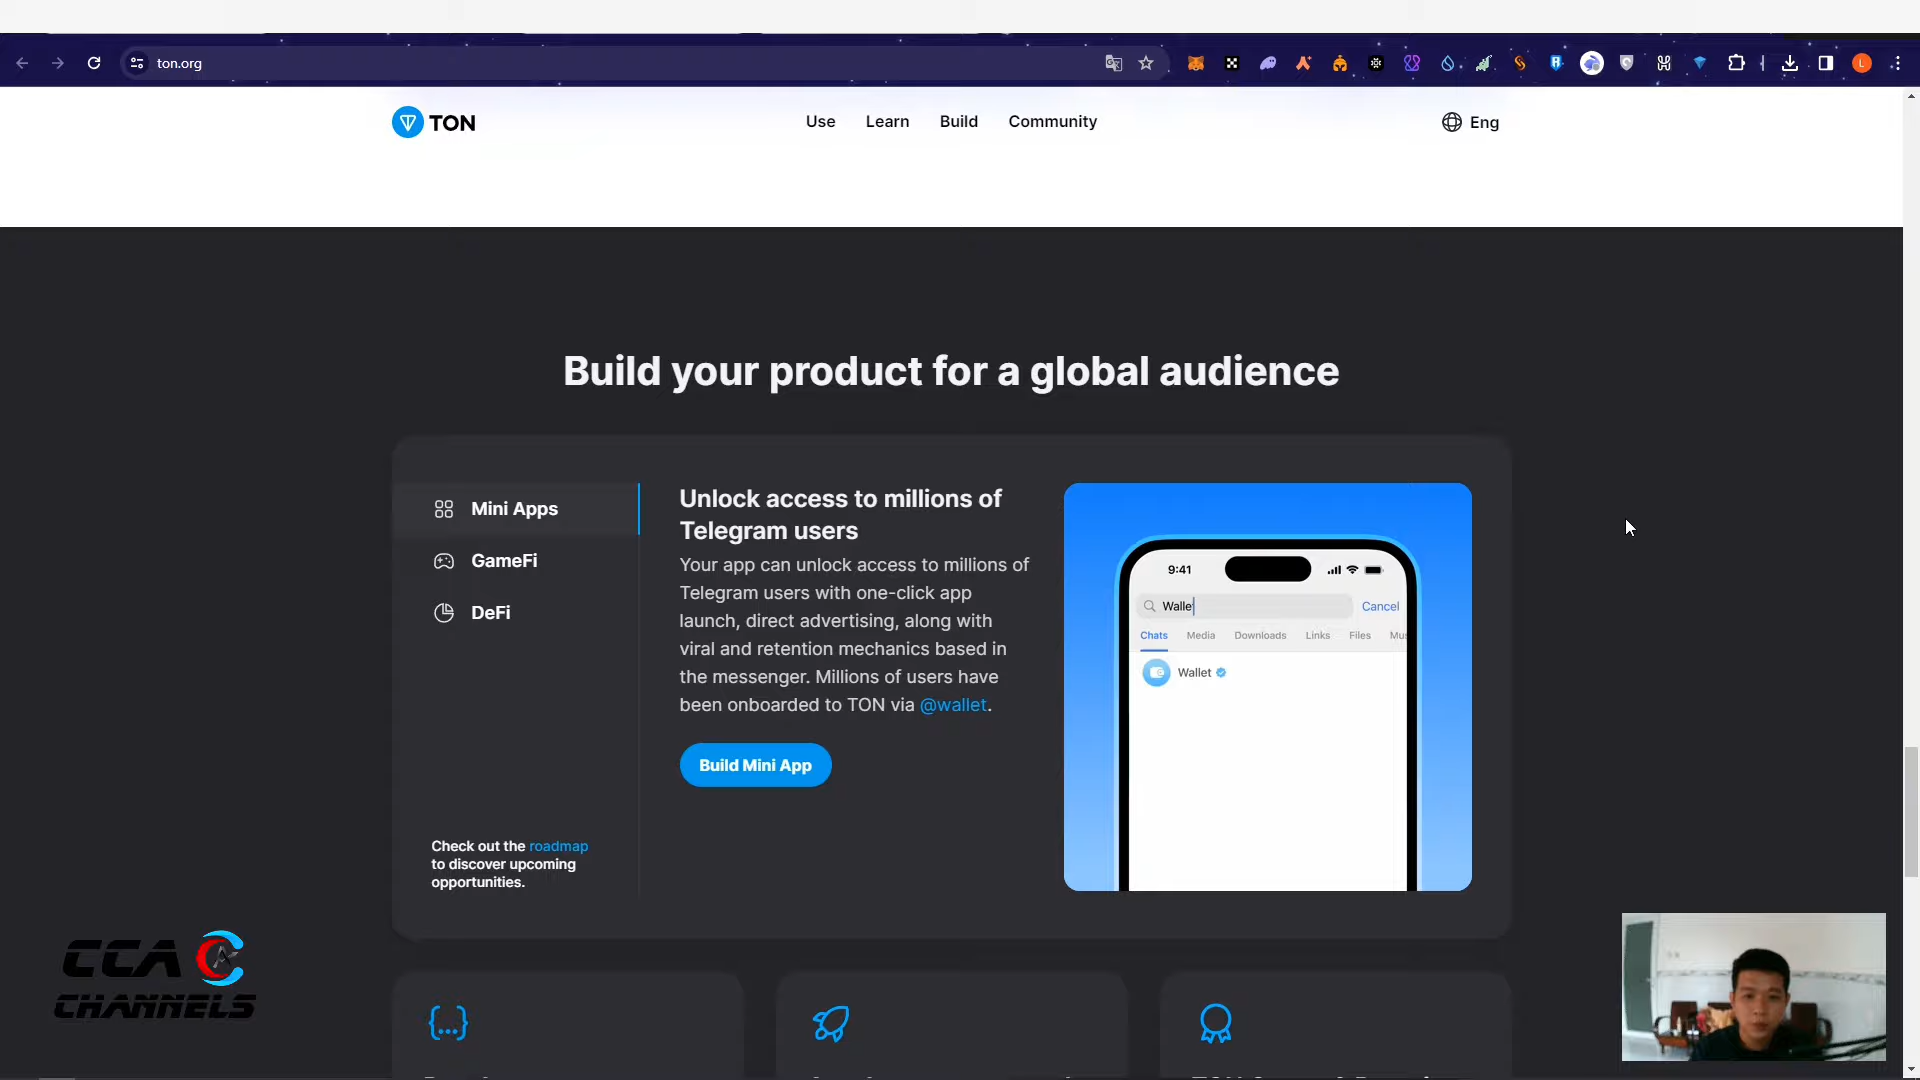 ton.org
TON
Use
Learn
Build
Community
Eng
Build your product for a global audience
Mini Apps
GameFi
DeFi
Check out the roadmap
to discover upcoming
opportunities.
Unlock access to millions of
Telegram users
Your app can unlock access to millions of
Telegram users with one-click app
launch, direct advertising, along with
viral and retention mechanics based in
the messenger. Millions of users have
been onboarded to TON via @wallet.
Build Mini App
9:41
Wallet
Cancel
Chats
Media
Downloads
Links
Files
Mus
Wallet
CCA
CHANNELS
{...}
L